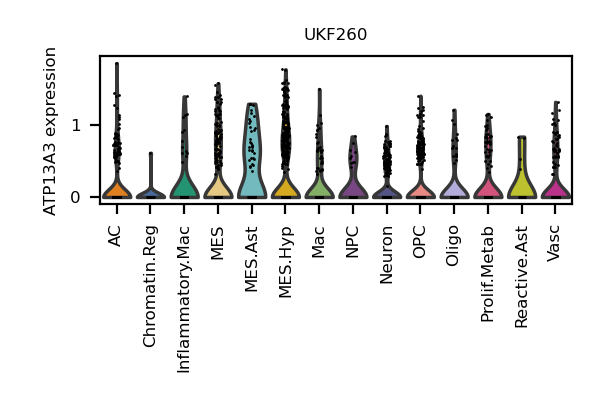 UKF260
ATP13A3 expression
1
0
AC
Chromatin.Reg
Inflammatory.Mac
MES
MES.Ast
MES.Hyp
Mac
NPC
Neuron
OPC
Oligo
Prolif.Metab
Reactive.Ast
Vasc